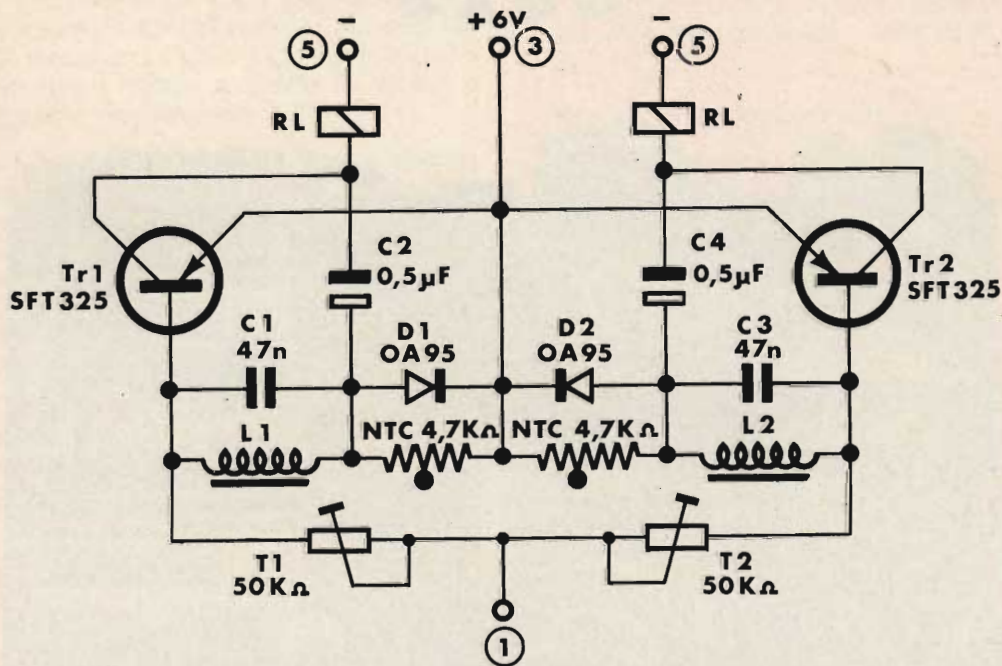 − +6V −
5 3 5
RL RL
C2 C4
0,5μF 0,5μF
Tr1 Tr2
SFT325 SFT325
C1 D1 D2 C3
47n OA95 OA95 47n
L1 NTC 4,7KΩ NTC 4,7KΩ L2
T1 T2
50KΩ 50KΩ
1